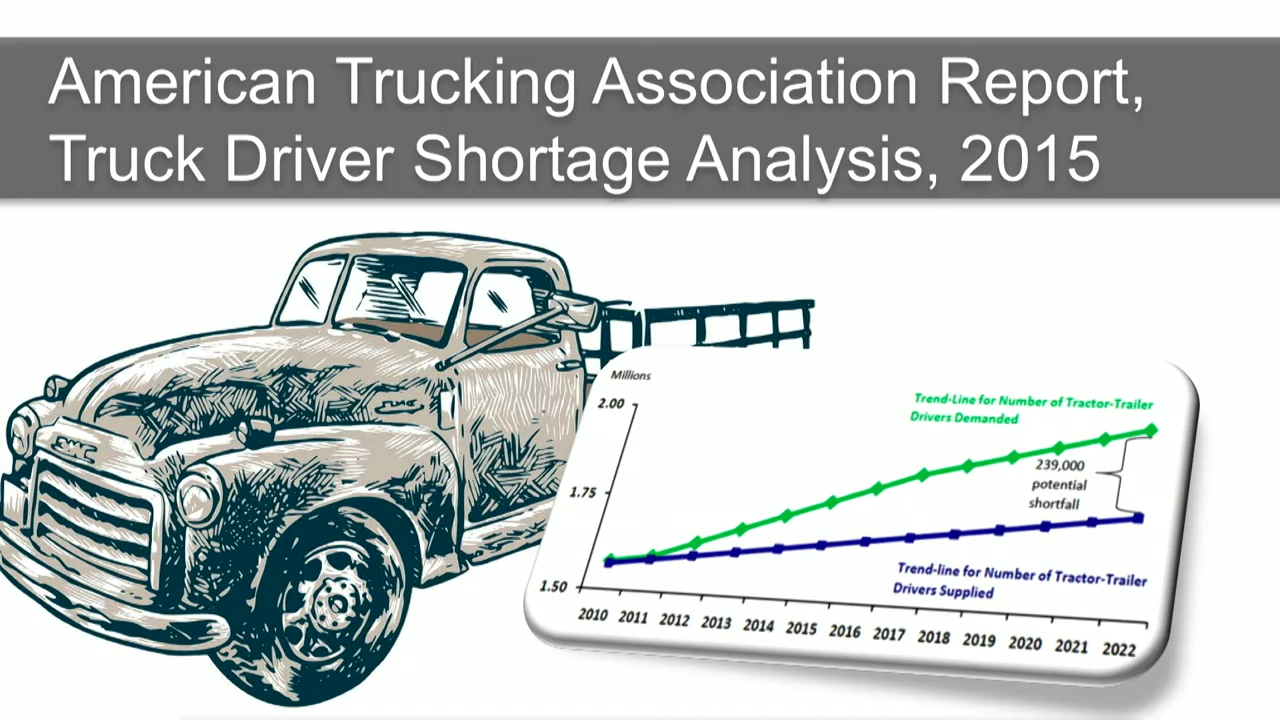 American Trucking Association Report,
Truck Driver Shortage Analysis, 2015
GMC
Millions
2.00
1.75
1.50
Trend-Line for Number of Tractor-Trailer
Drivers Demanded
239,000
potential
shortfall
Trend-line for Number of Tractor-Trailer
Drivers Supplied
2010 2011 2012 2013 2014 2015 2016 2017 2018 2019 2020 2021 2022